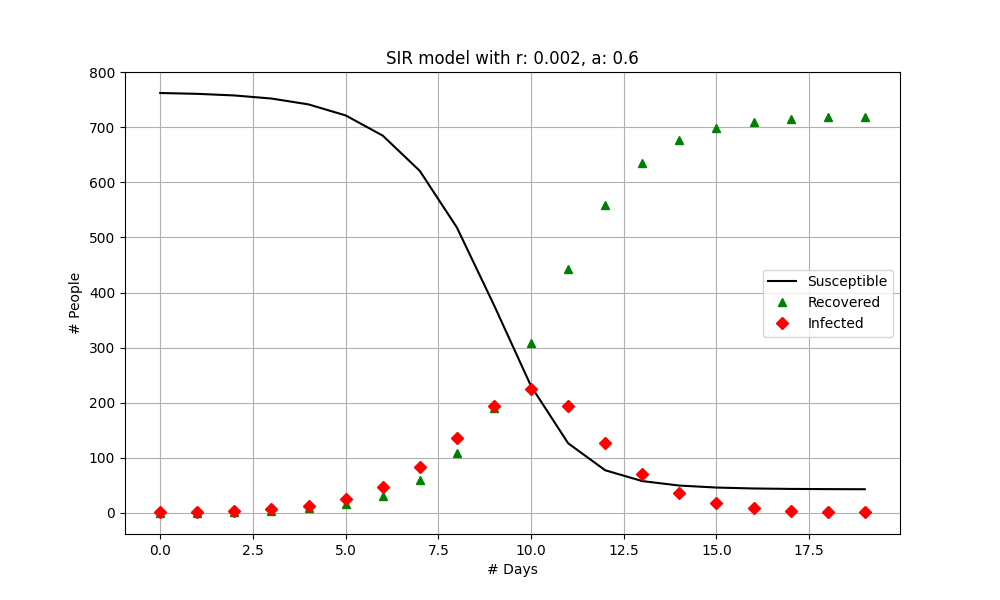 SIR model with r: 0.002, a: 0.6
800
700
600
500
400
300
200
100
0
# People
Susceptible
Recovered
Infected
0.0 2.5 5.0 7.5 10.0 12.5 15.0 17.5
# Days